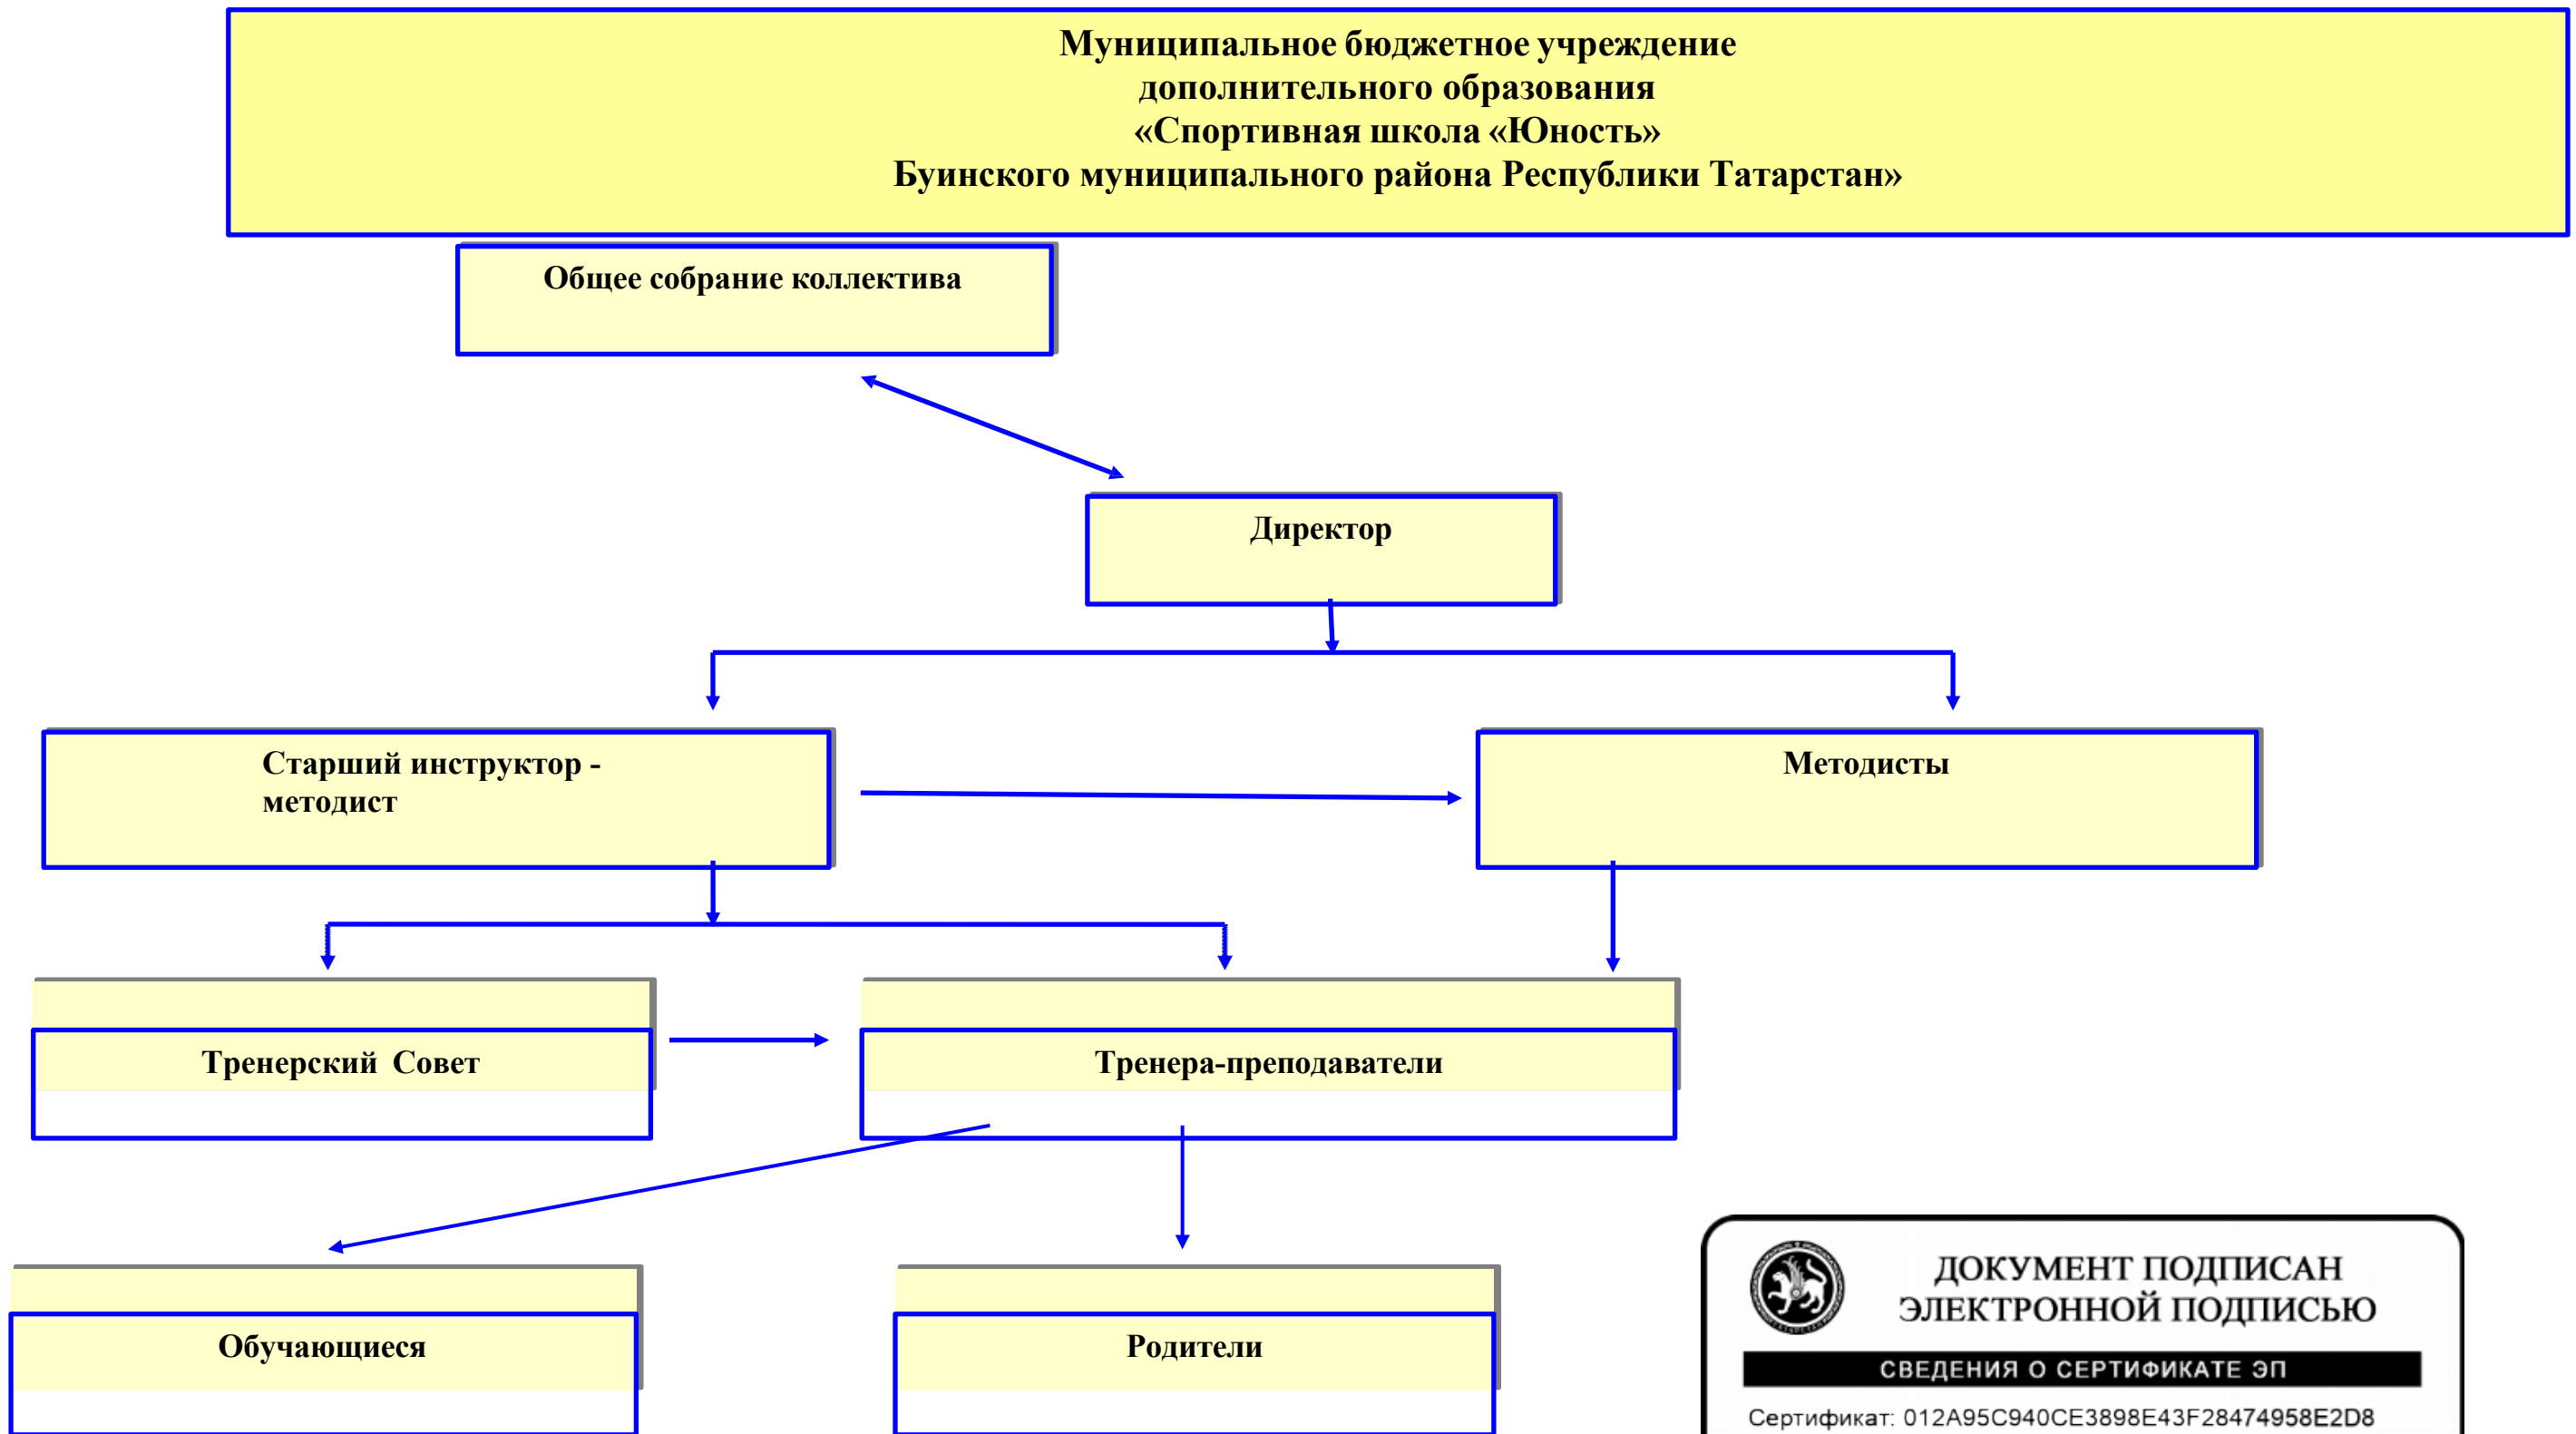 Муниципальное бюджетное учреждение
дополнительного образования
«Спортивная школа «Юность»
Буинского муниципального района Республики Татарстан»
Общее собрание коллектива
Директор
Старший инструктор -
методист
Методисты
Тренерский Совет
Тренера-преподаватели
Обучающиеся
Родители
ДОКУМЕНТ ПОДПИСАН
ЭЛЕКТРОННОЙ ПОДПИСЬЮ
СВЕДЕНИЯ О СЕРТИФИКАТЕ ЭП
Сертификат: 012A95C940CE3898E43F28474958E2D8